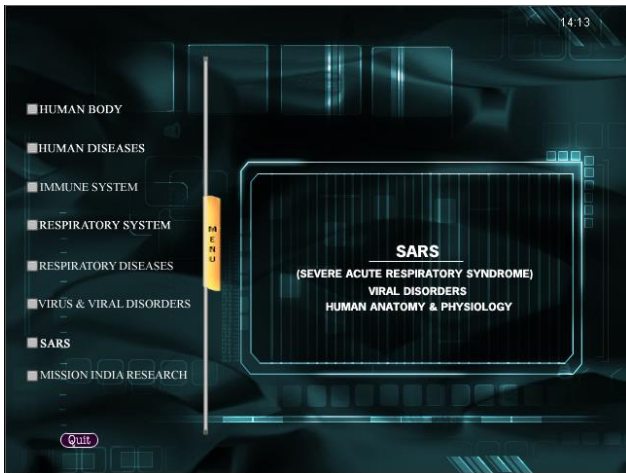 14:13
HUMAN BODY
HUMAN DISEASES
IMMUNE SYSTEM
RESPIRATORY SYSTEM
RESPIRATORY DISEASES
VIRUS & VIRAL DISORDERS
SARS
MISSION INDIA RESEARCH
Quit
MENU
SARS
(SEVERE ACUTE RESPIRATORY SYNDROME)
VIRAL DISORDERS
HUMAN ANATOMY & PHYSIOLOGY